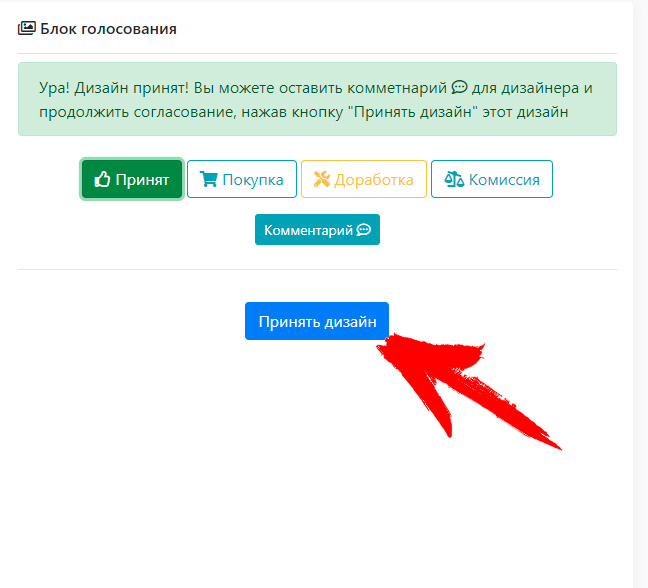 Блок голосования
Ура! Дизайн принят! Вы можете оставить комметнарий для дизайнера и
продолжить согласование, нажав кнопку "Принять дизайн" этот дизайн
Принят Покупка Доработка Комиссия
Комментарий
Принять дизайн